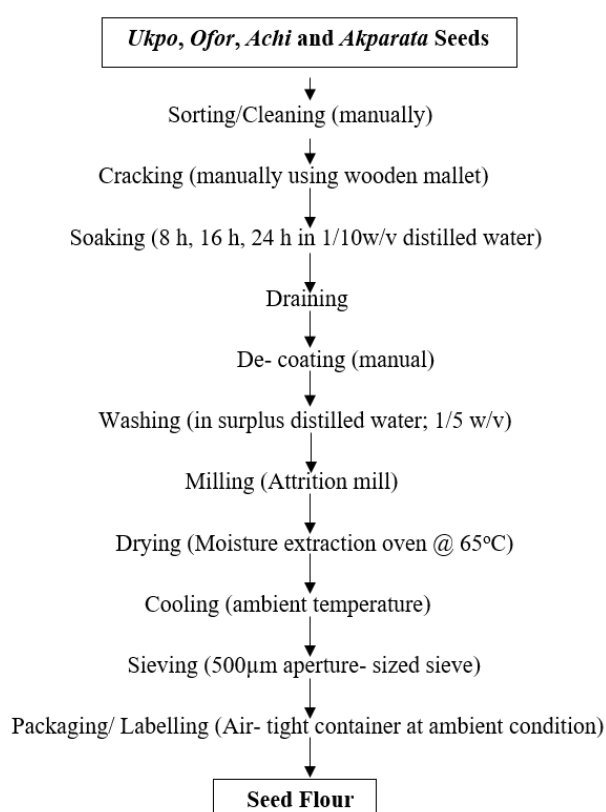 Ukpo, Ofor, Achi and Akparata Seeds
Sorting/Cleaning (manually)
Cracking (manually using wooden mallet)
Soaking (8 h, 16 h, 24 h in 1/10w/v distilled water)
Draining
De- coating (manual)
Washing (in surplus distilled water; 1/5 w/v)
Milling (Attrition mill)
Drying (Moisture extraction oven @ 65°C)
Cooling (ambient temperature)
Sieving (500µm aperture- sized sieve)
Packaging/ Labelling (Air- tight container at ambient condition)
Seed Flour